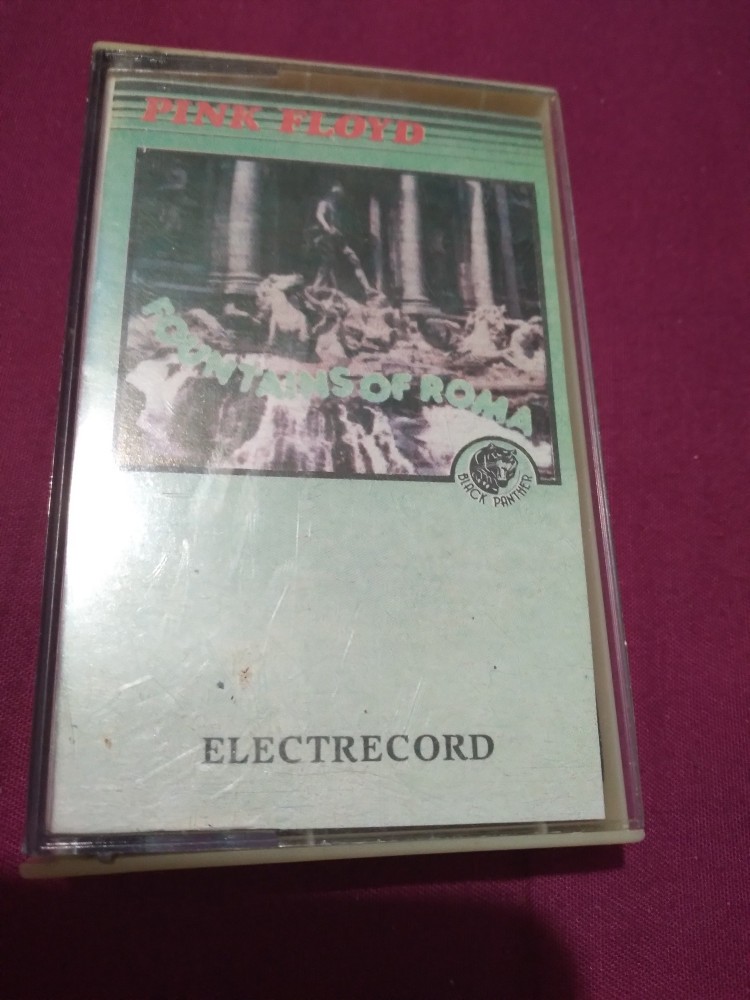 PINK FLOYD
FOUNTAINS OF ROMA
BLACK PANTHER
ELECTRECORD